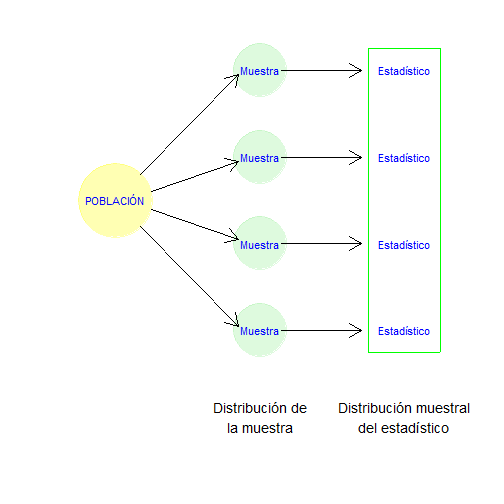 Muestra
Estadístico
Muestra
Estadístico
POBLACIÓN
Muestra
Estadístico
Muestra
Estadístico
Distribución de
la muestra
Distribución muestral
del estadístico